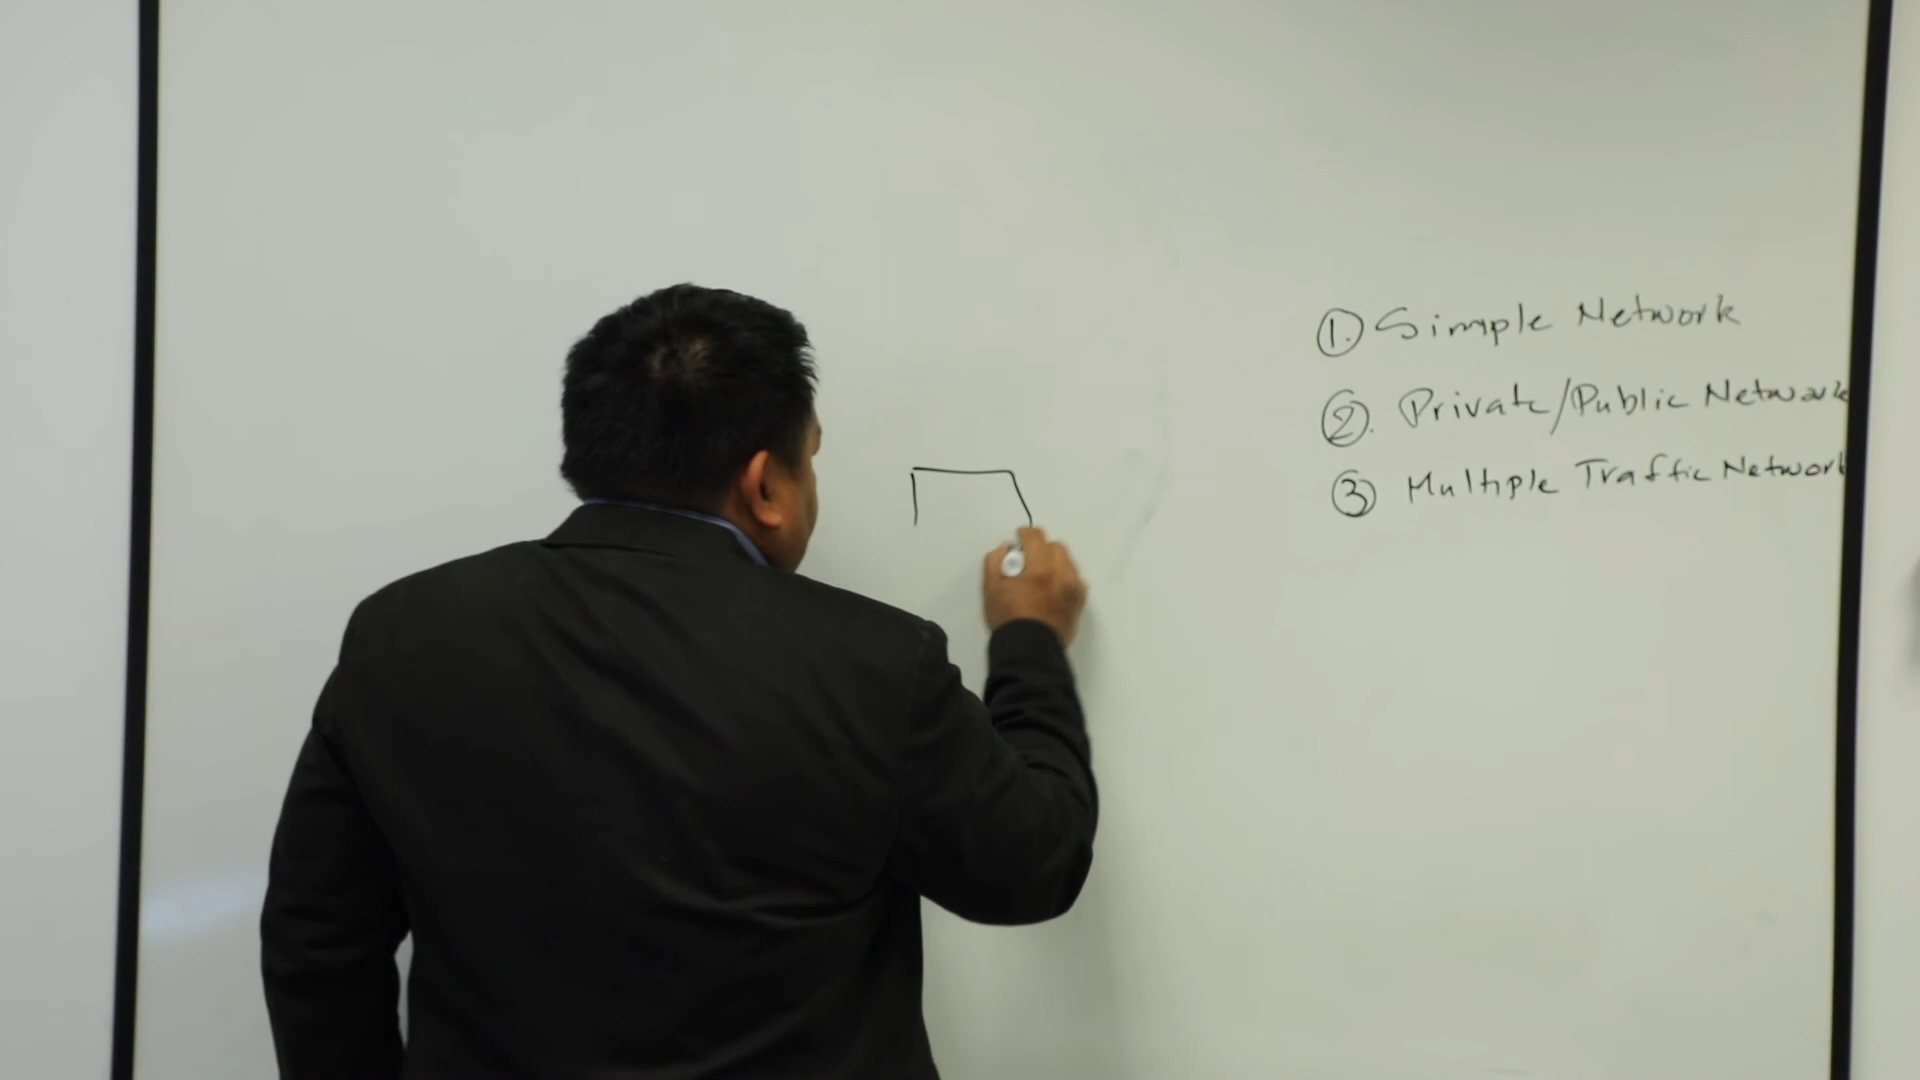 1. Simple Network
2. Private/Public Network
3 Multiple Traffic Network